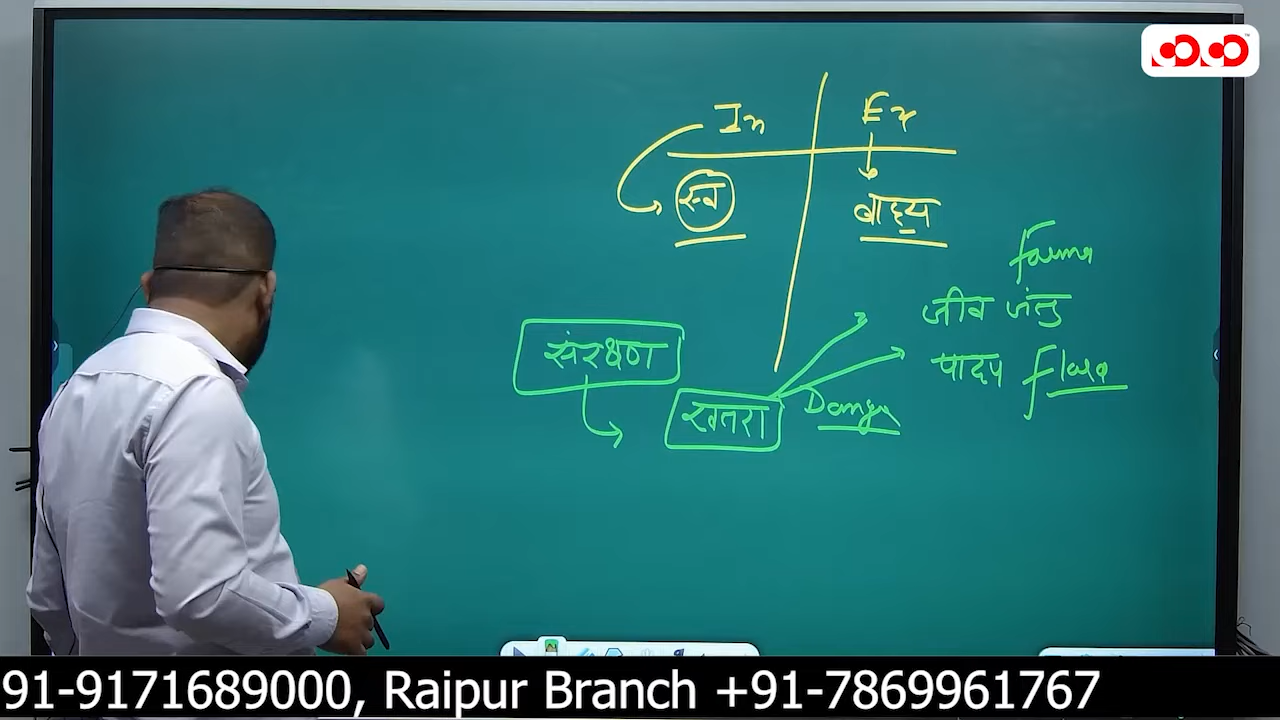 In Ex
स्व बाह्य
fauna
जीव जंतु
संरक्षण
पादप flora
खतरा Danger
91-9171689000, Raipur Branch +91-7869961767